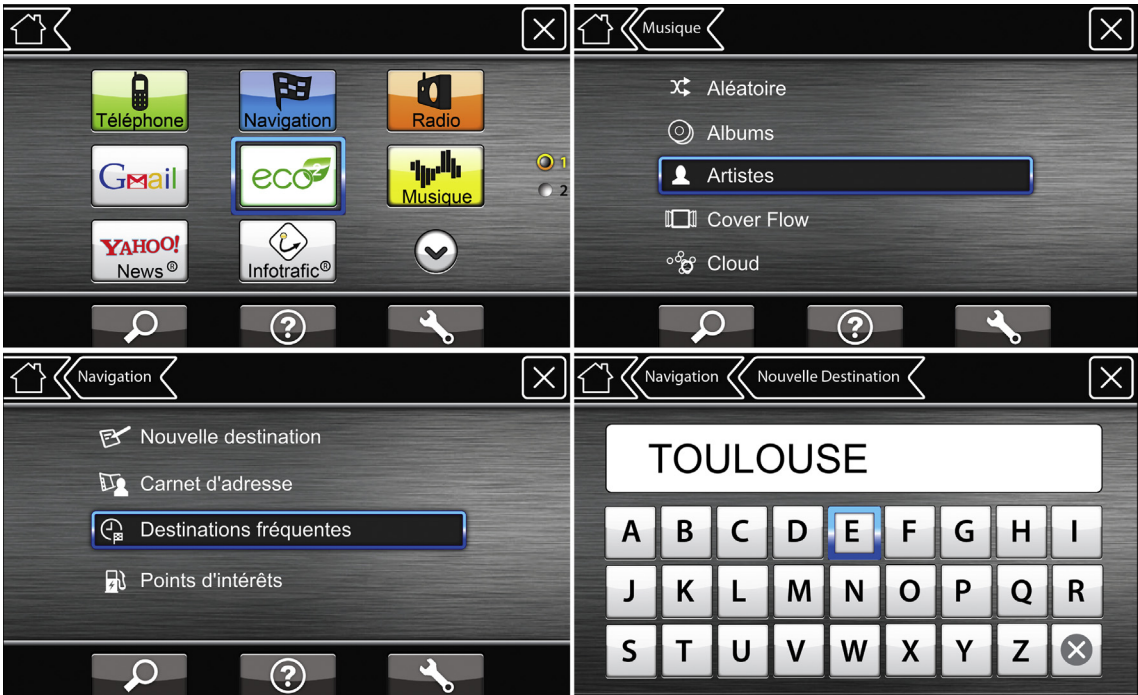 Téléphone
Navigation
Radio
Gmail
eco²
Musique
1
2
YAHOO!
News ®
Infotrafic®
Musique
Aléatoire
Albums
Artistes
Cover Flow
Cloud
Navigation
Nouvelle destination
Carnet d'adresse
Destinations fréquentes
Points d'intérêts
Navigation Nouvelle Destination
TOULOUSE
A B C D E F G H I
J K L M N O P Q R
S T U V W X Y Z